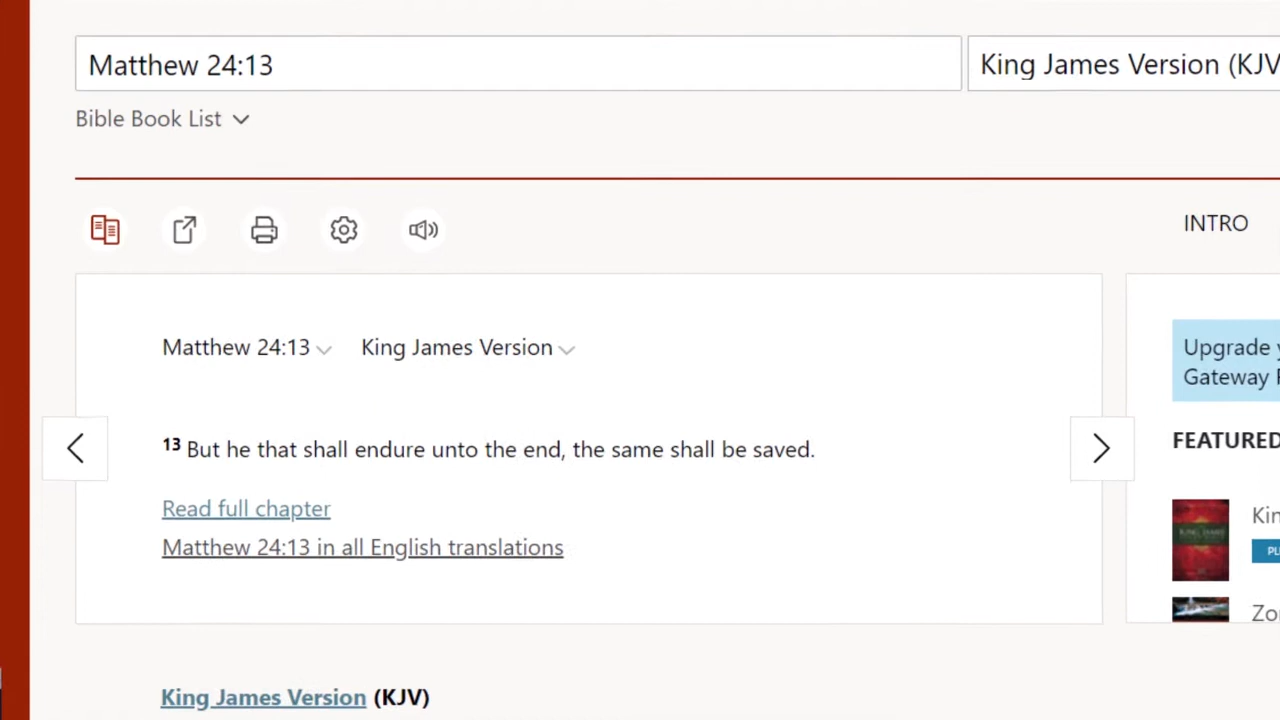 Matthew 24:13
King James Version (KJV
Bible Book List
INTRO
Matthew 24:13 King James Version
13 But he that shall endure unto the end, the same shall be saved.
Read full chapter
Matthew 24:13 in all English translations
King James Version (KJV)
Upgrade
Gateway
FEATURED